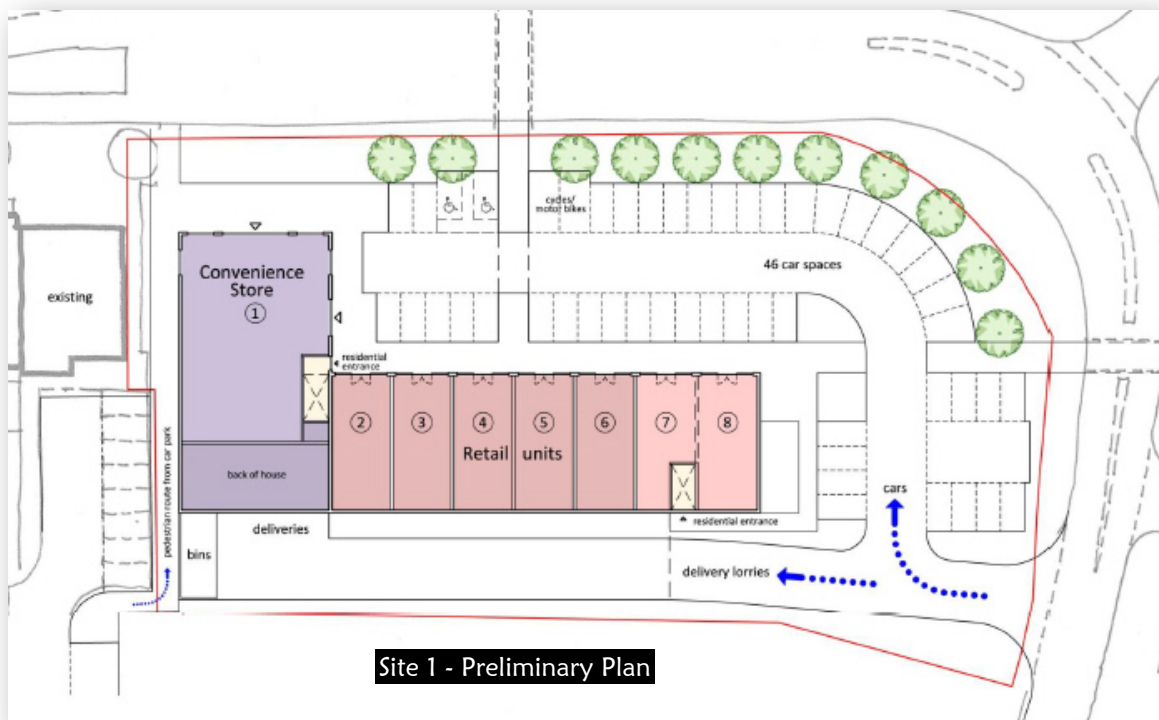 cycles/
motor bikes
46 car spaces
Convenience
Store
1
existing
residential
entrance
2
3
4
5
6
7
8
Retail units
back of house
pedestrian route from car park
cars
residential entrance
deliveries
bins
delivery lorries
Site 1 - Preliminary Plan